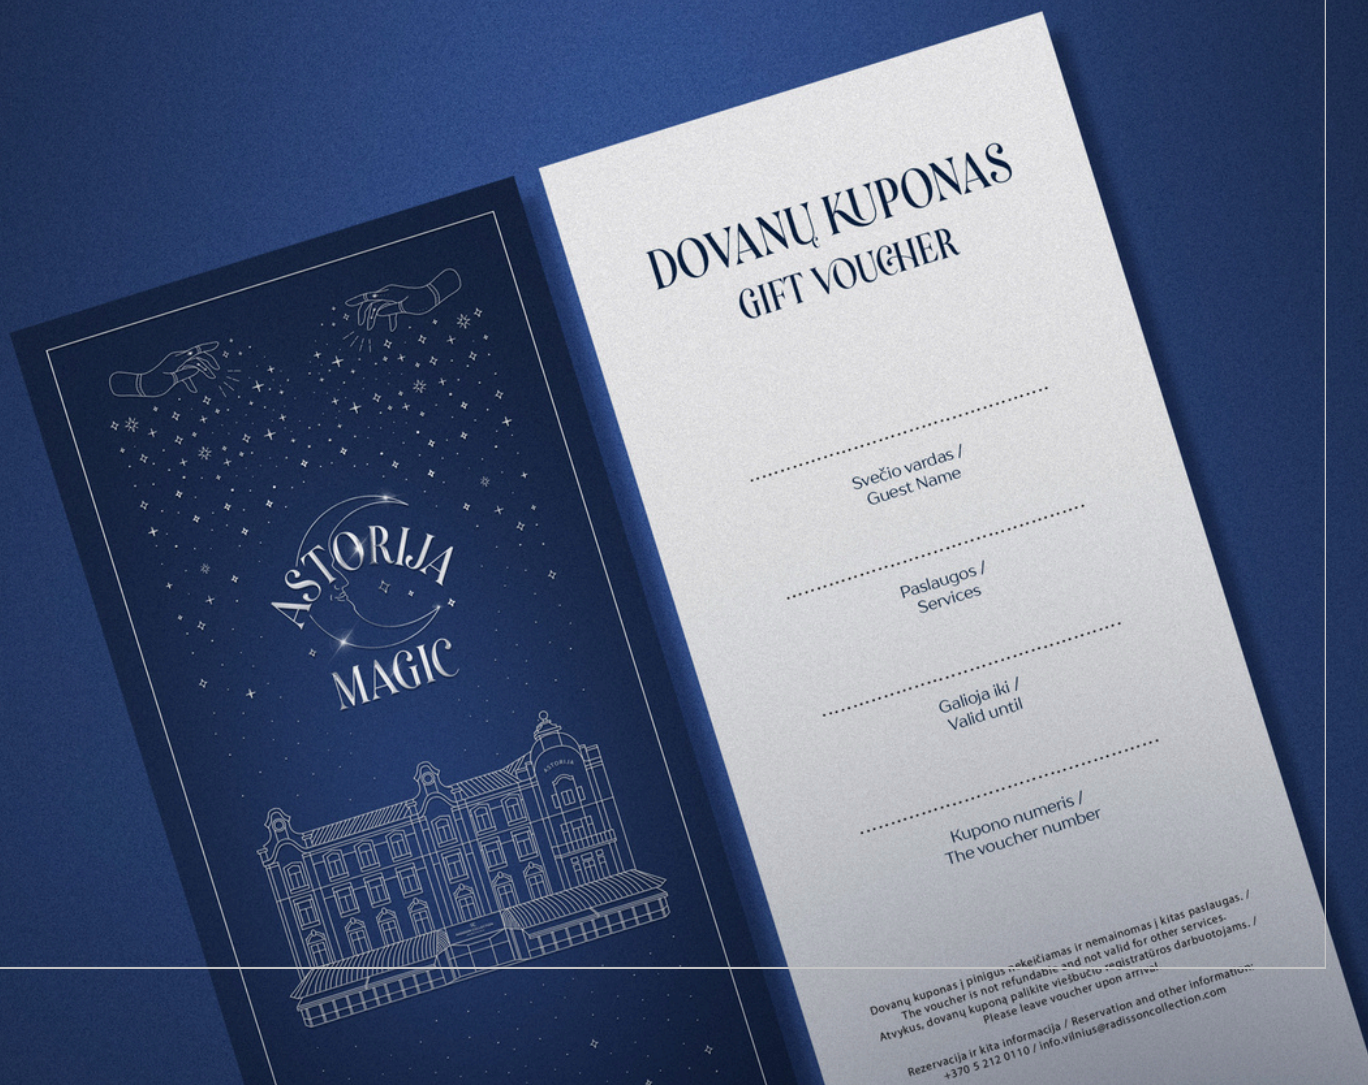 ASTORIJA
MAGIC
ASTORIJA
DOVANŲ KUPONAS
GIFT VOUCHER
Svečio vardas /
Guest Name
Paslaugos /
Services
Galioja iki /
Valid until
Kupono numeris /
The voucher number
Dovanų kuponas į pinigus nekeičiamas ir nemainomas į kitas paslaugas. /
The voucher is not refundable and not valid for other services.
Atvykus, dovanų kuponą palikite viešbučio registratūros darbuotojams. /
Please leave voucher upon arrival.
Rezervacija ir kita informacija / Reservation and other information:
+370 5 212 0110 / info.vilnius@radissoncollection.com